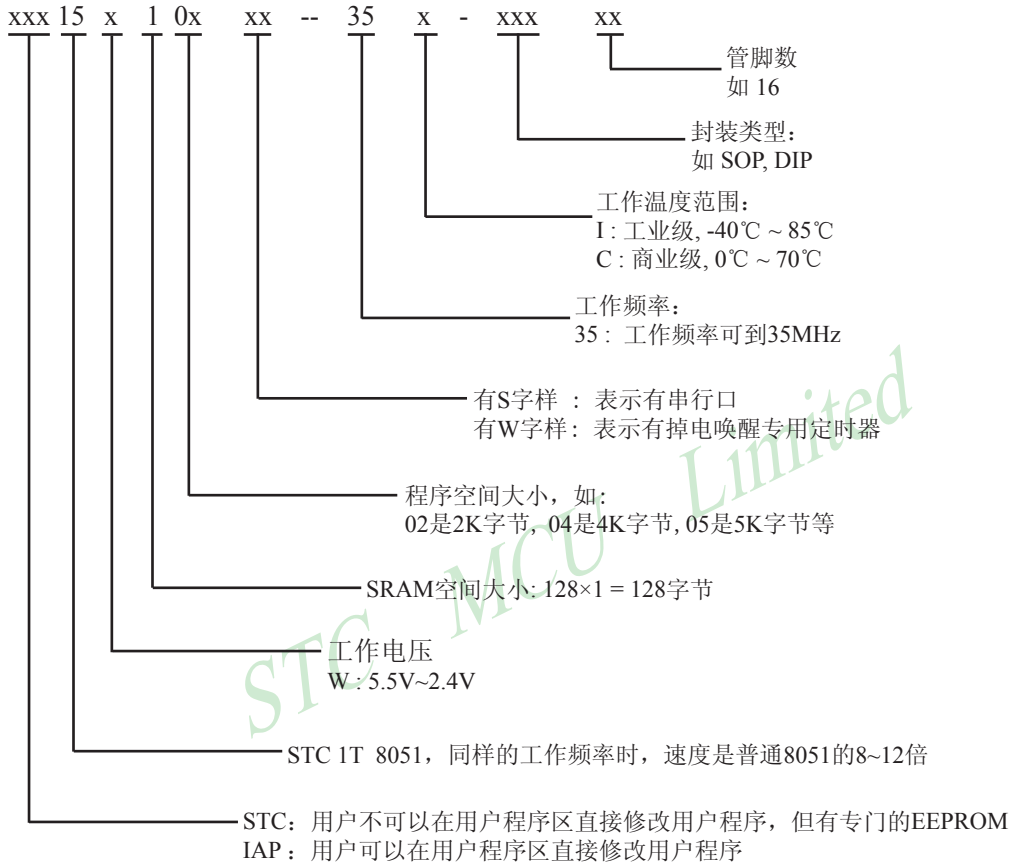 xxx 15 x 1 0x xx -- 35 x - xxx xx
管脚数
如 16
封装类型：
如 SOP, DIP
工作温度范围：
I : 工业级, -40℃ ~ 85℃
C : 商业级, 0℃ ~ 70℃
工作频率：
35 : 工作频率可到35MHz
有S字样 : 表示有串行口
有W字样 : 表示有掉电唤醒专用定时器
程序空间大小，如:
02是2K字节, 04是4K字节, 05是5K字节等
SRAM空间大小: 128×1 = 128字节
工作电压
W : 5.5V~2.4V
STC 1T 8051，同样的工作频率时，速度是普通8051的8~12倍
STC：用户不可以在用户程序区直接修改用户程序，但有专门的EEPROM
IAP：用户可以在用户程序区直接修改用户程序
STC MCU Limited